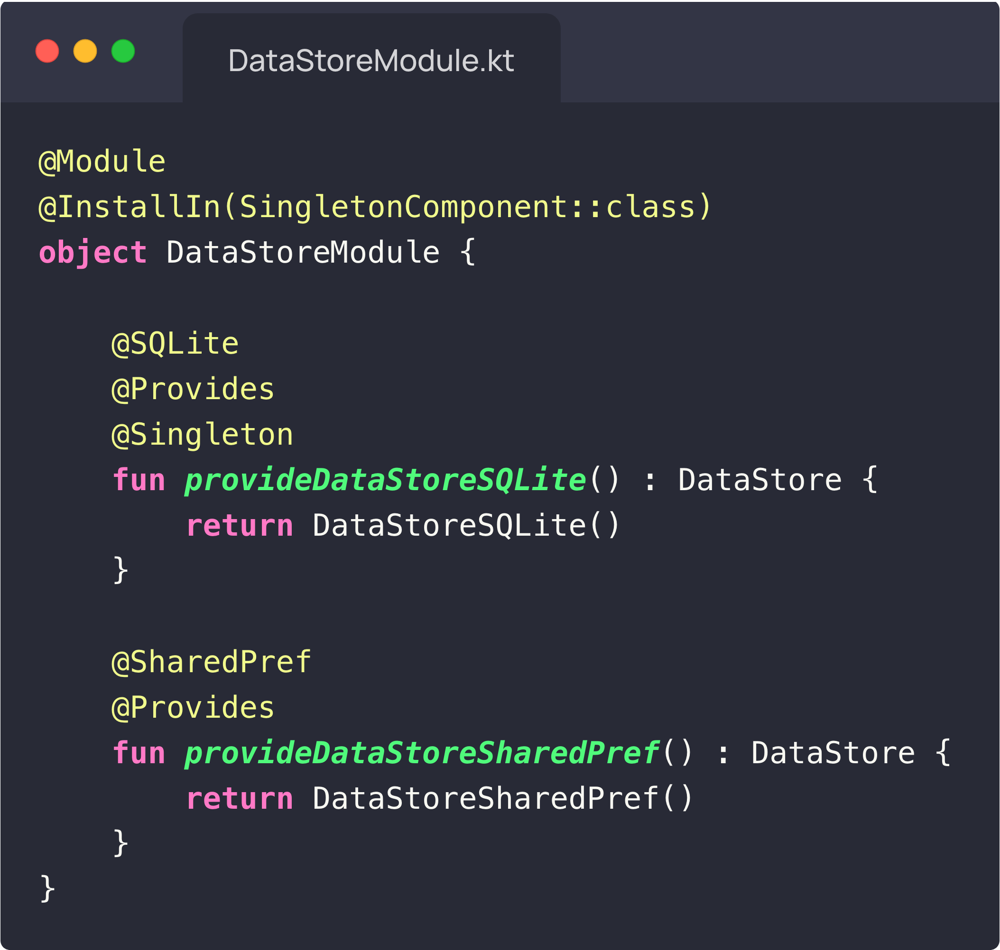 DataStoreModule.kt
@Module
@InstallIn(SingletonComponent::class)
object DataStoreModule {
    @SQLite
    @Provides
    @Singleton
    fun provideDataStoreSQLite() : DataStore {
        return DataStoreSQLite()
    }
    @SharedPref
    @Provides
    fun provideDataStoreSharedPref() : DataStore {
        return DataStoreSharedPref()
    }
}